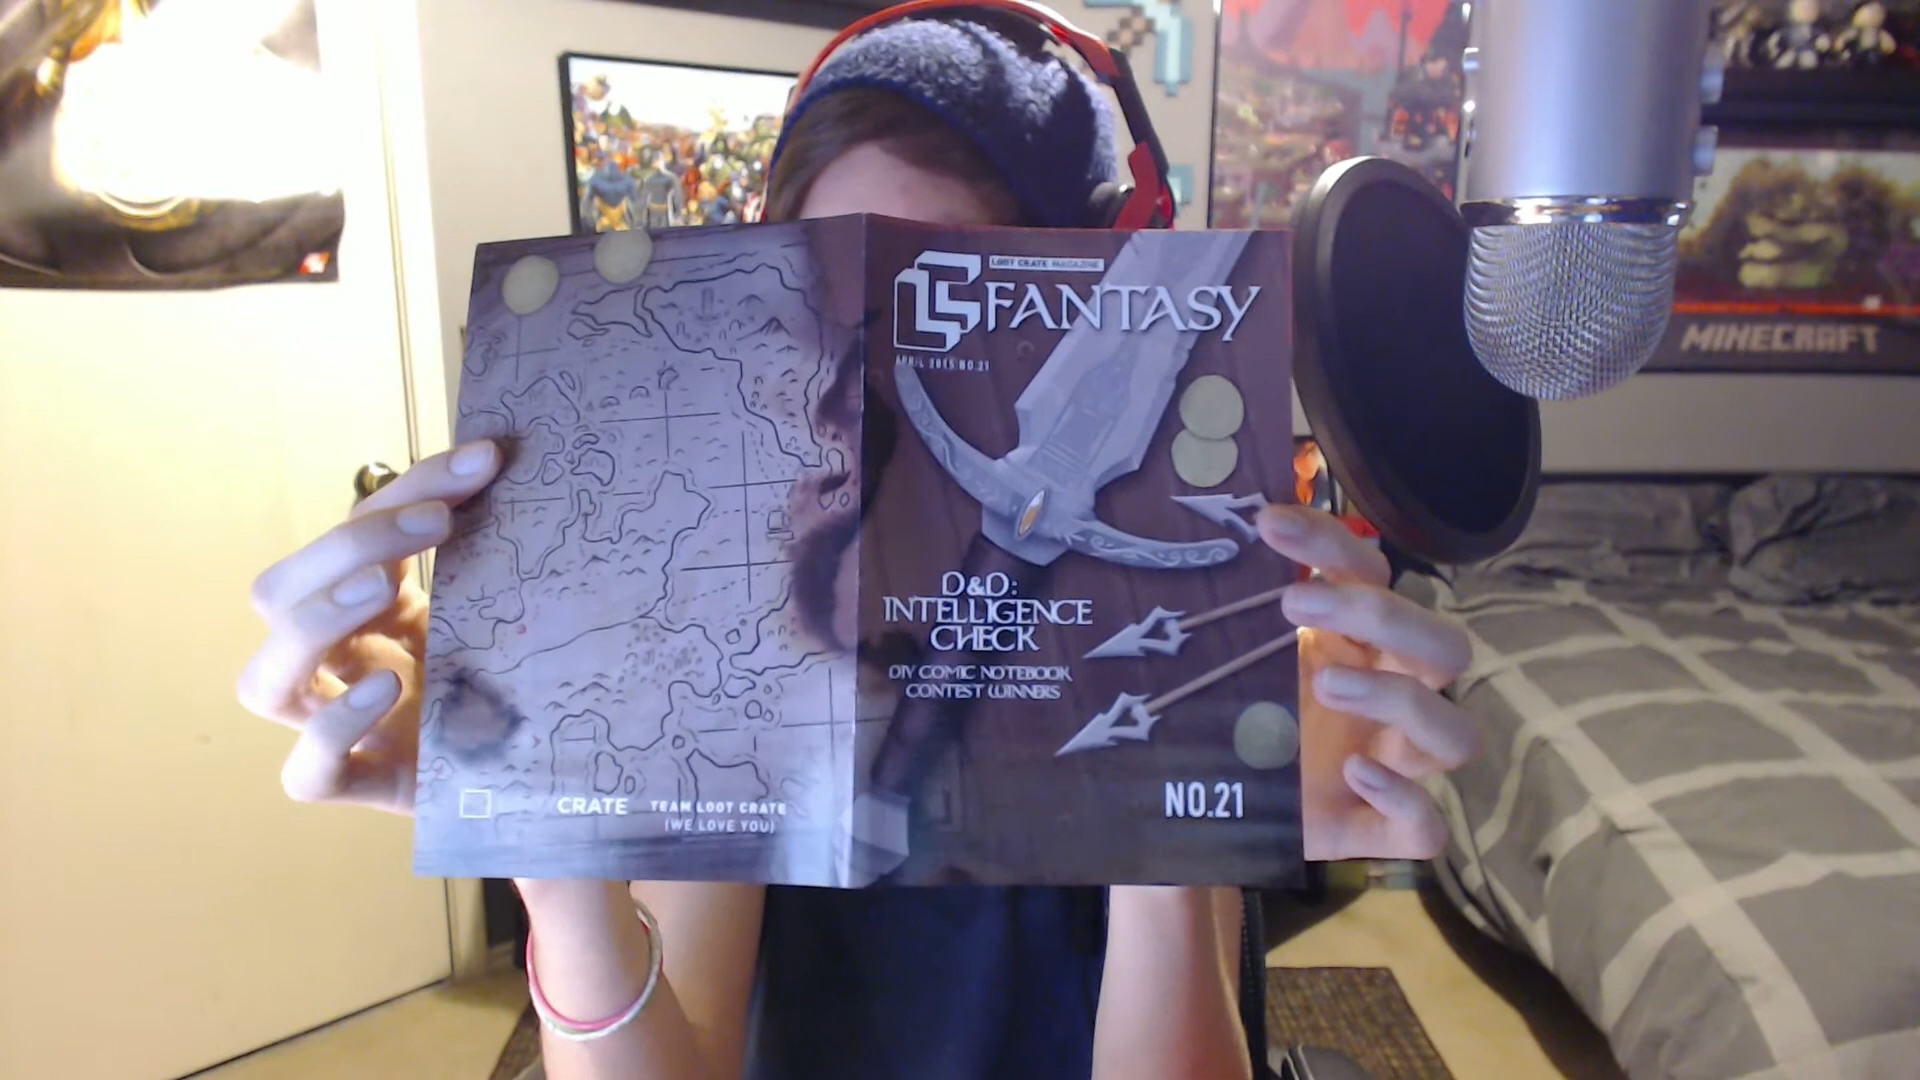 LOOT CRATE MAGAZINE
FANTASY
APRIL 2015 NO.21
D&D:
INTELLIGENCE
CHECK
DIY COMIC NOTEBOOK
CONTEST WINNERS
NO.21
CRATE
TEAM LOOT CRATE
(WE LOVE YOU)
MINECRAFT